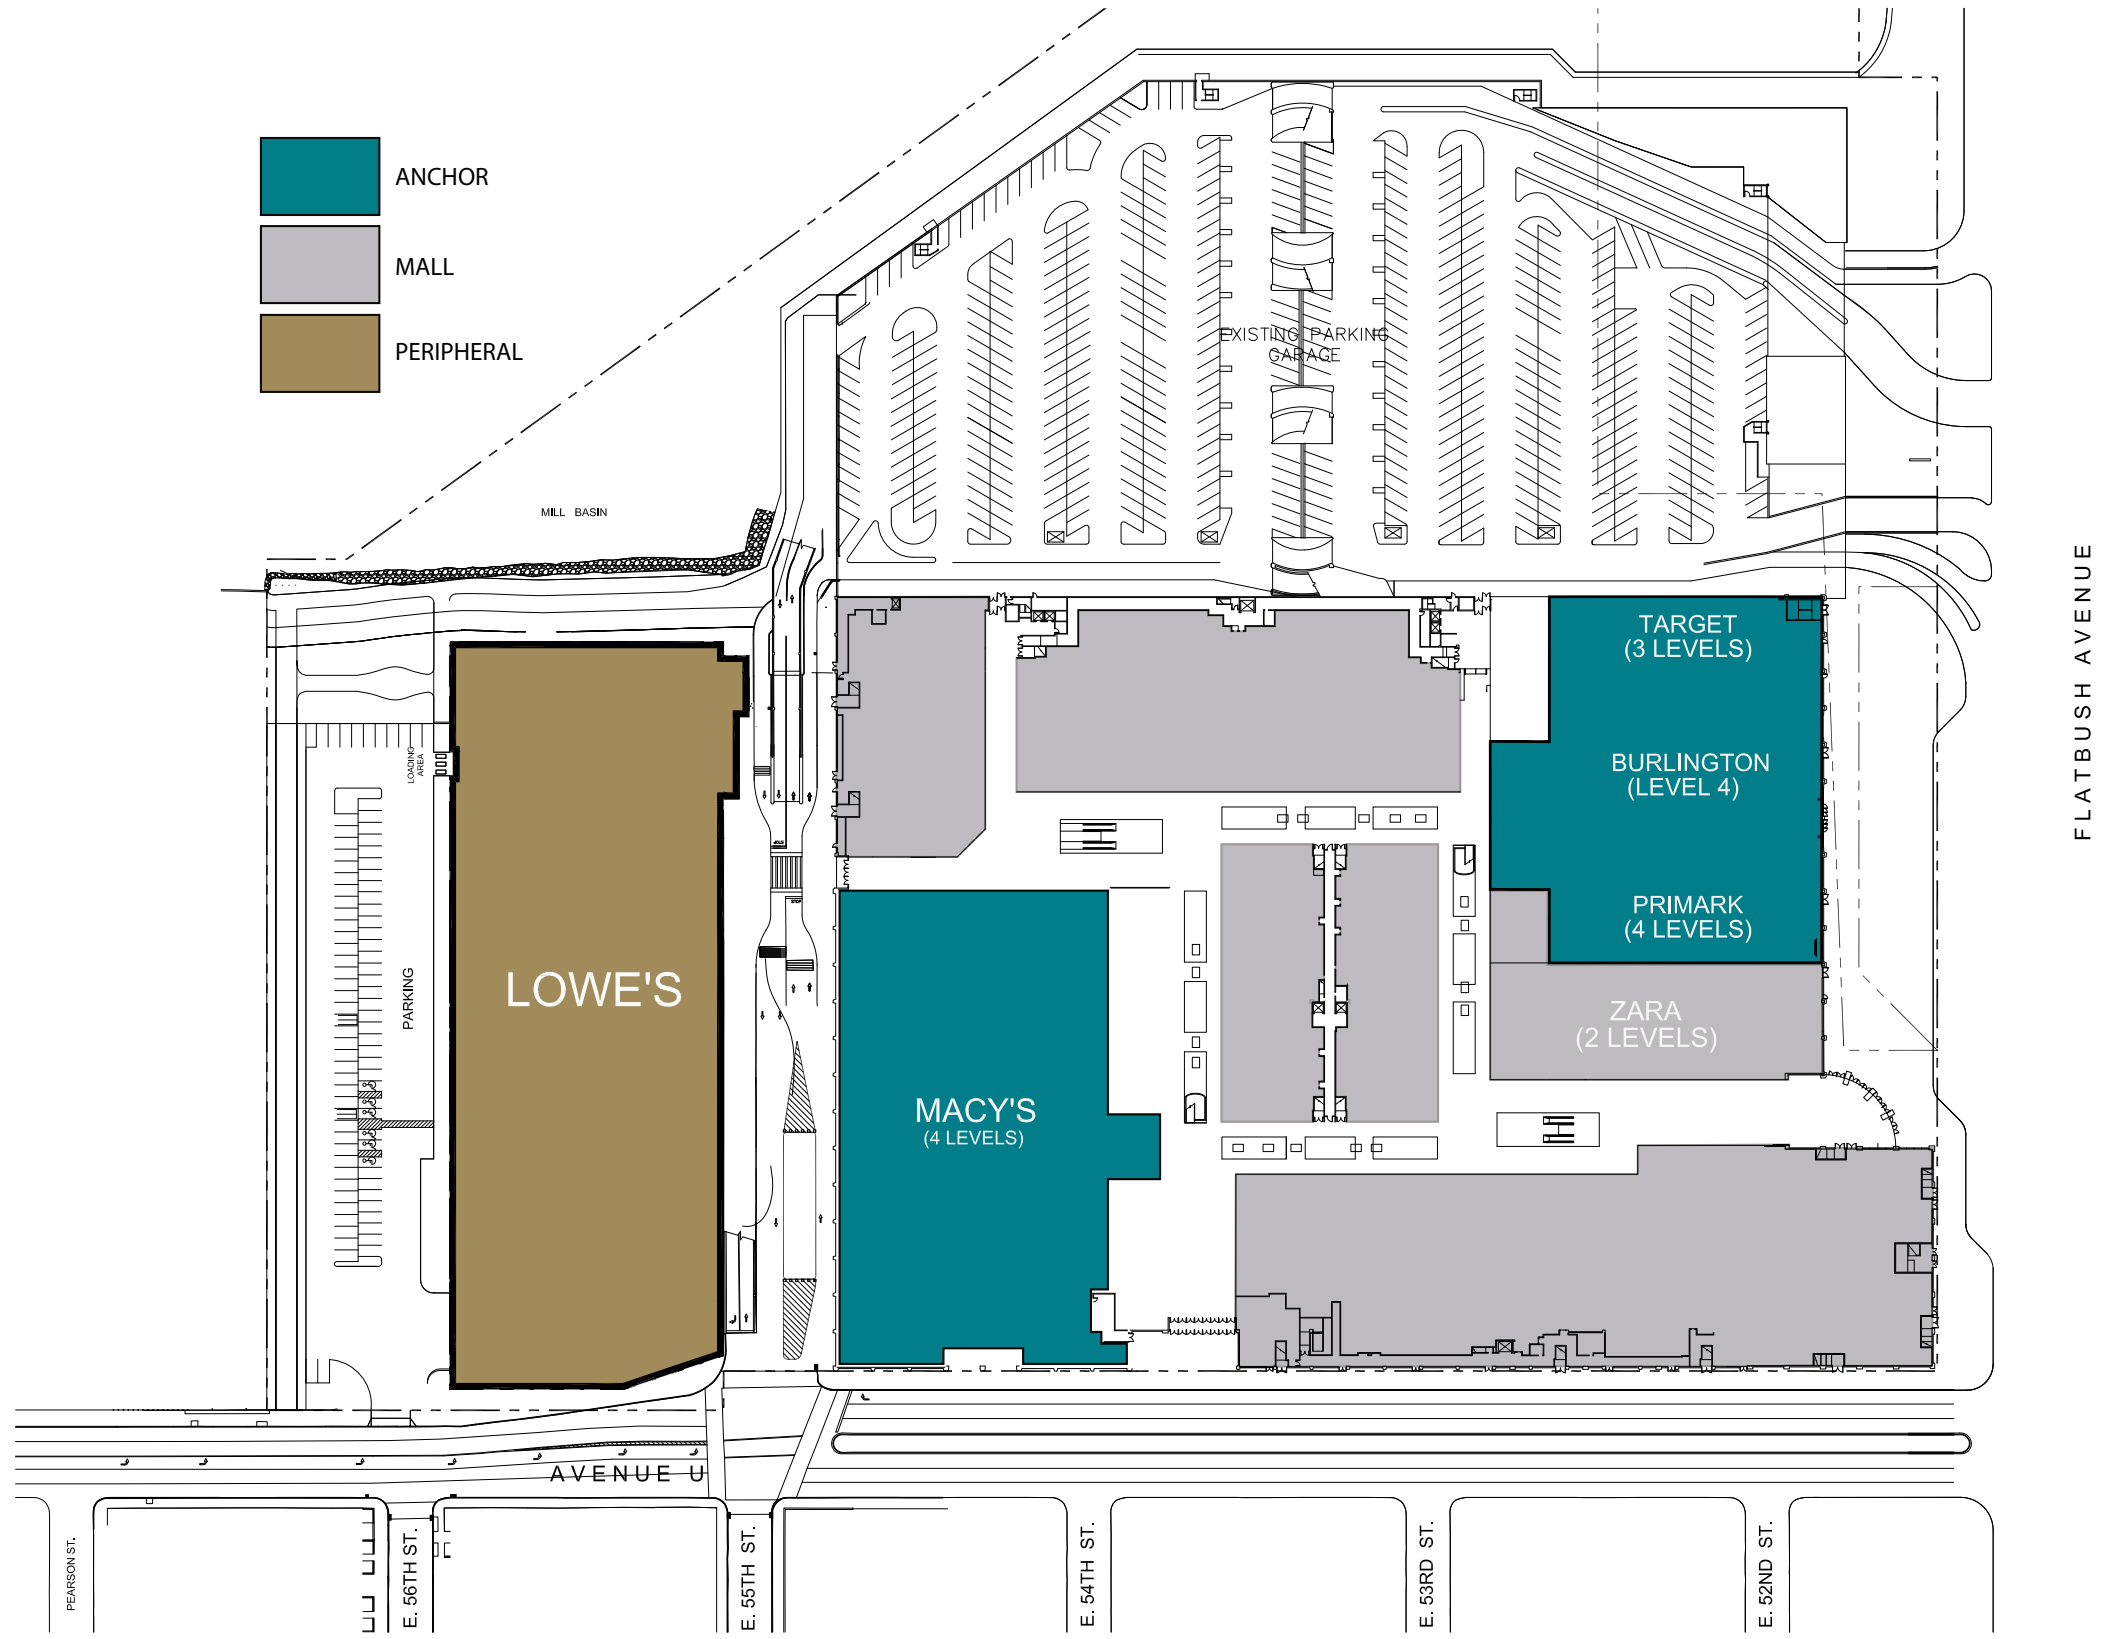 ANCHOR
MALL
PERIPHERAL
EXISTING PARKING
GARAGE
MILL BASIN
FLATBUSH AVENUE
TARGET
(3 LEVELS)
BURLINGTON
(LEVEL 4)
PRIMARK
(4 LEVELS)
ZARA
(2 LEVELS)
LOADING
AREA
PARKING
LOWE'S
STOP
MACY'S
(4 LEVELS)
AVENUE U
PEARSON ST.
E. 56TH ST.
E. 55TH ST.
E. 54TH ST.
E. 53RD ST.
E. 52ND ST.